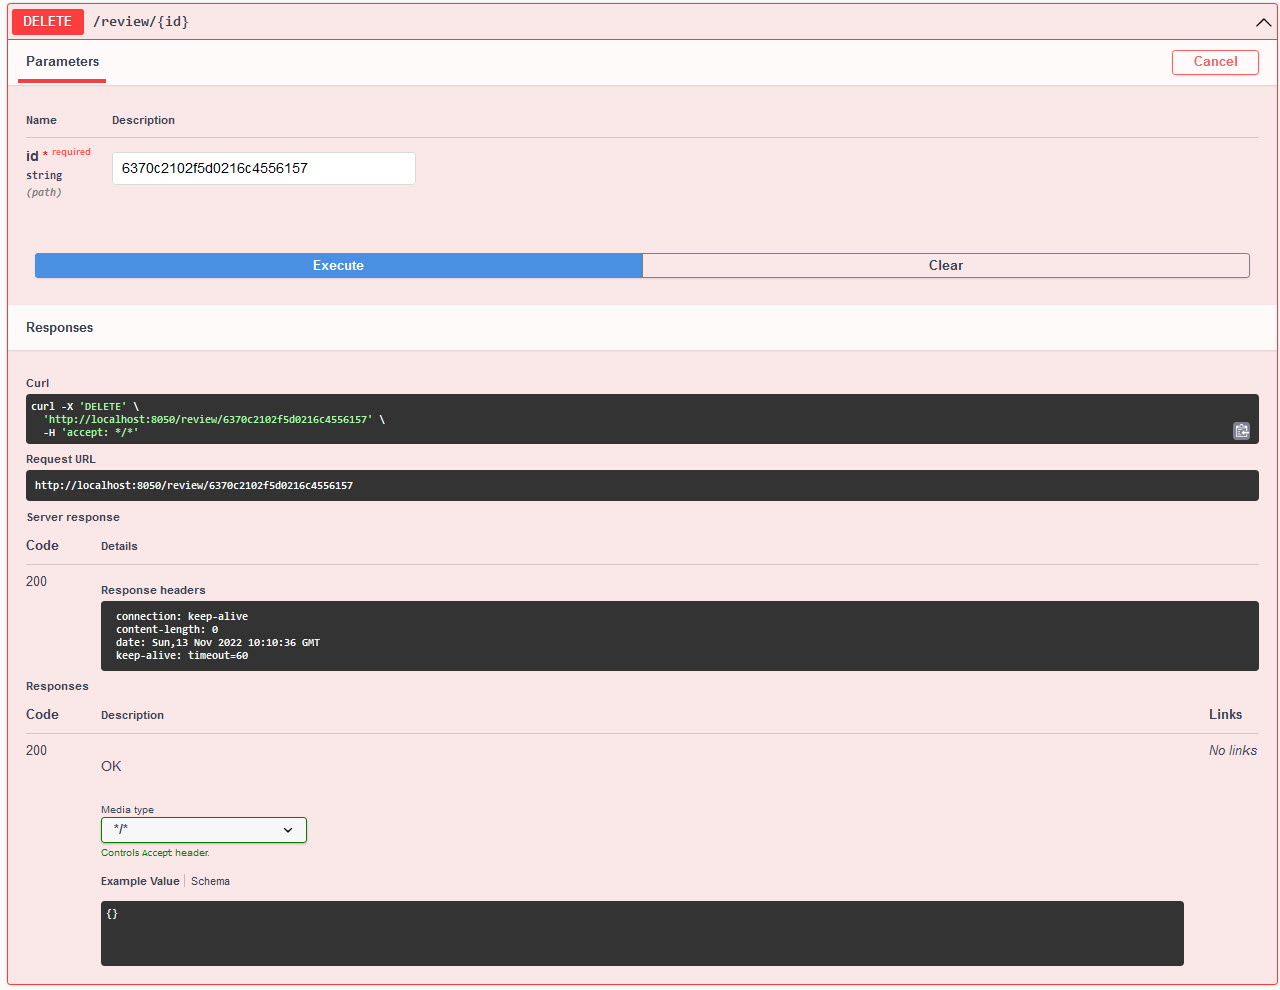 DELETE /review/{id}
Parameters Cancel
Name Description
id * required 6370c2102f5d0216c4556157
string
(path)
Execute Clear
Responses
Curl
curl -X 'DELETE' \
'http://localhost:8050/review/6370c2102f5d0216c4556157' \
-H 'accept: */*'
Request URL
http://localhost:8050/review/6370c2102f5d0216c4556157
Server response
Code Details
200
Response headers
connection: keep-alive
content-length: 0
date: Sun,13 Nov 2022 10:10:36 GMT
keep-alive: timeout=60
Responses
Code Description Links
200 No links
OK
Media type
*/*
Controls Accept header.
Example Value Schema
{}